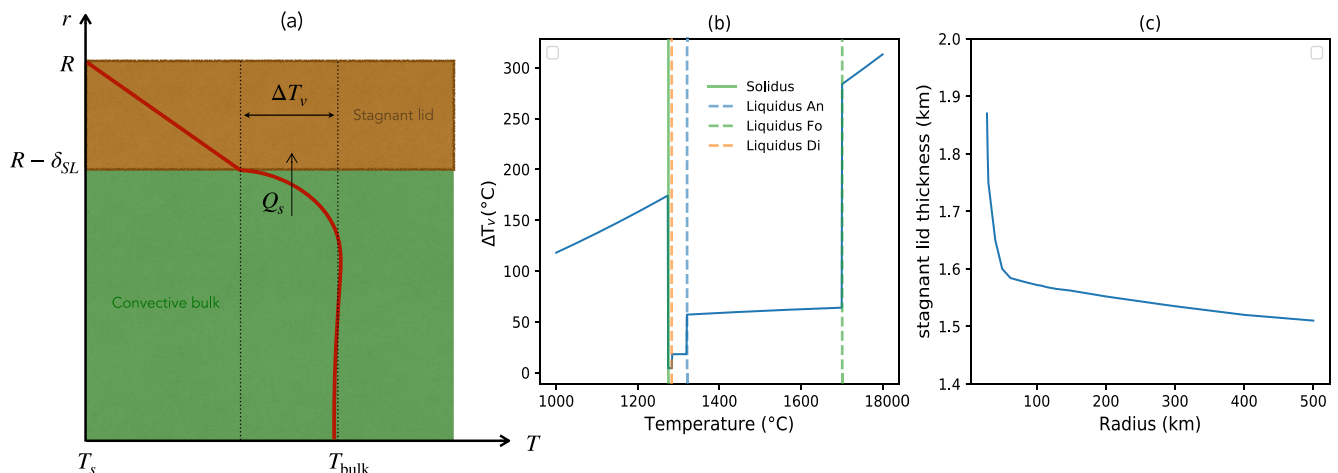 (a)
r
R
ΔTᵥ
Stagnant lid
R − δ_SL
Q_s
Convective bulk
T_s
T_bulk
T
(b)
300
250
200
150
100
50
0
ΔTᵥ(°C)
Solidus
Liquidus An
Liquidus Fo
Liquidus Di
1000
1200
1400
1600
18000
Temperature (°C)
(c)
2.0
1.9
1.8
1.7
1.6
1.5
1.4
stagnant lid thickness (km)
100
200
300
400
500
Radius (km)